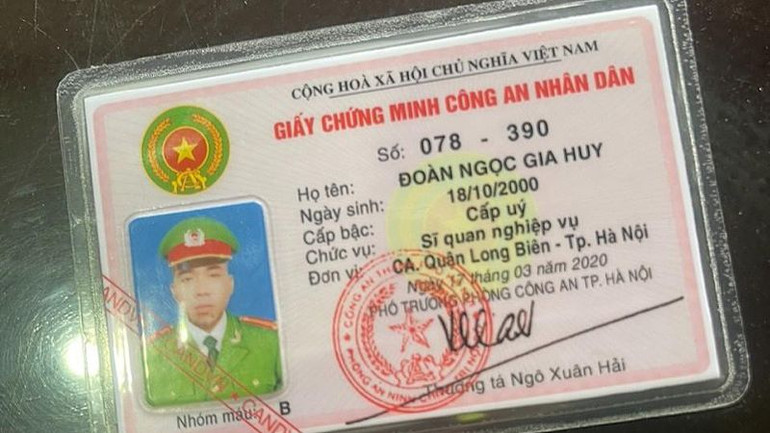 CỘNG HOÀ XÃ HỘI CHỦ NGHĨA VIỆT NAM
GIẤY CHỨNG MINH CÔNG AN NHÂN DÂN
Số: 078 - 390
Họ tên: ĐOÀN NGỌC GIA HUY
Ngày sinh: 18/10/2000
Cấp bậc: Cấp uý
Chức vụ: Sĩ quan nghiệp vụ
Đơn vị: CA. Quận Long Biên - Tp. Hà Nội
Ngày 17 tháng 03 năm 2020
PHÓ TRƯỞNG PHÒNG CÔNG AN TP. HÀ NỘI
Thượng tá Ngô Xuân Hải
Nhóm máu: B